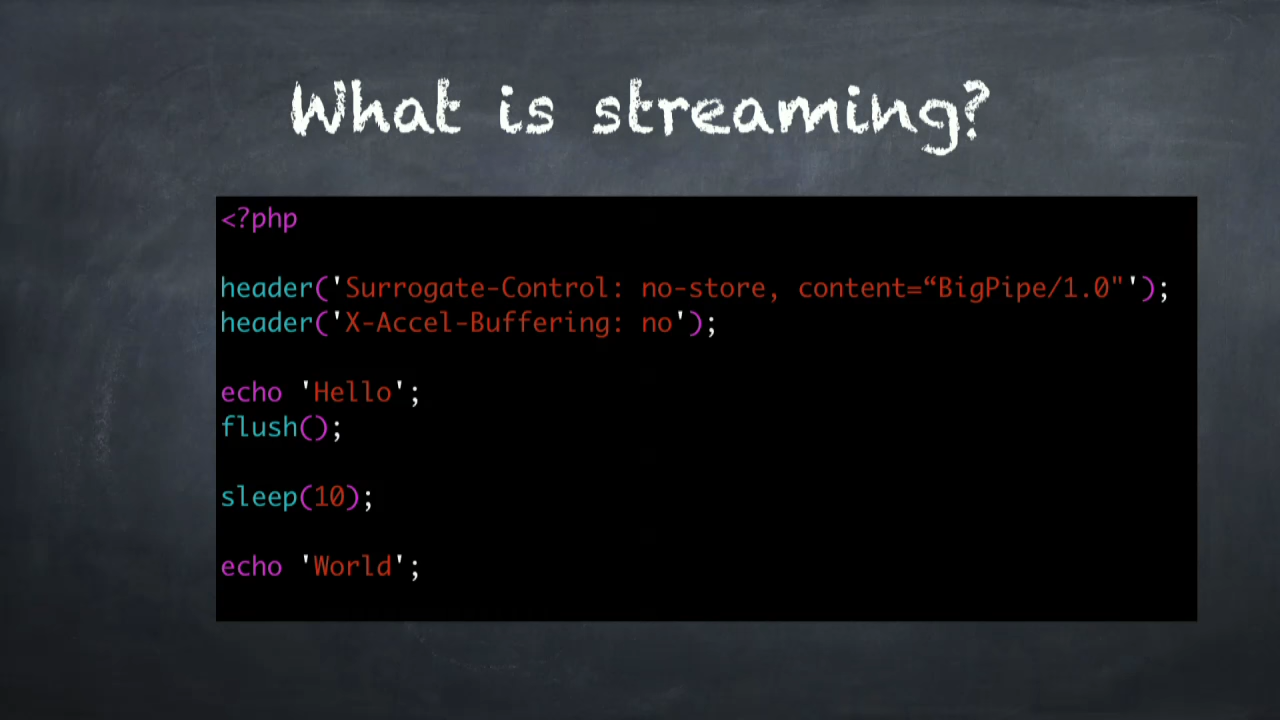 What is streaming?
<?php
header('Surrogate-Control: no-store, content=“BigPipe/1.0"');
header('X-Accel-Buffering: no');
echo 'Hello';
flush();
sleep(10);
echo 'World';